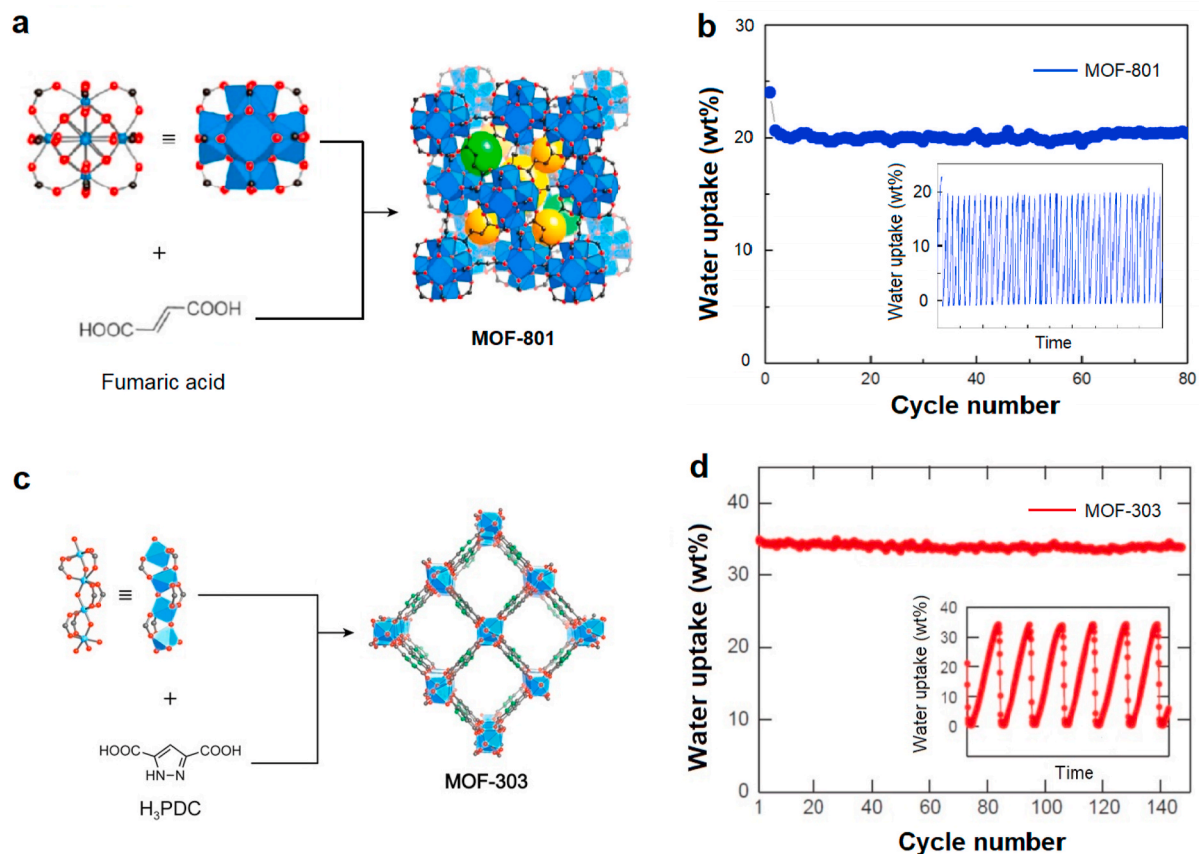 a
≡
+
HOOC
COOH
Fumaric acid
MOF-801
b
Water uptake (wt%)
30
20
10
0
MOF-801
Water uptake (wt%)
20
10
0
Time
0
20
40
60
80
Cycle number
c
≡
+
HOOC
COOH
HN-N
H₃PDC
MOF-303
d
Water uptake (wt%)
40
30
20
10
0
MOF-303
Water uptake (wt%)
40
30
20
10
0
Time
1
20
40
60
80
100
120
140
Cycle number